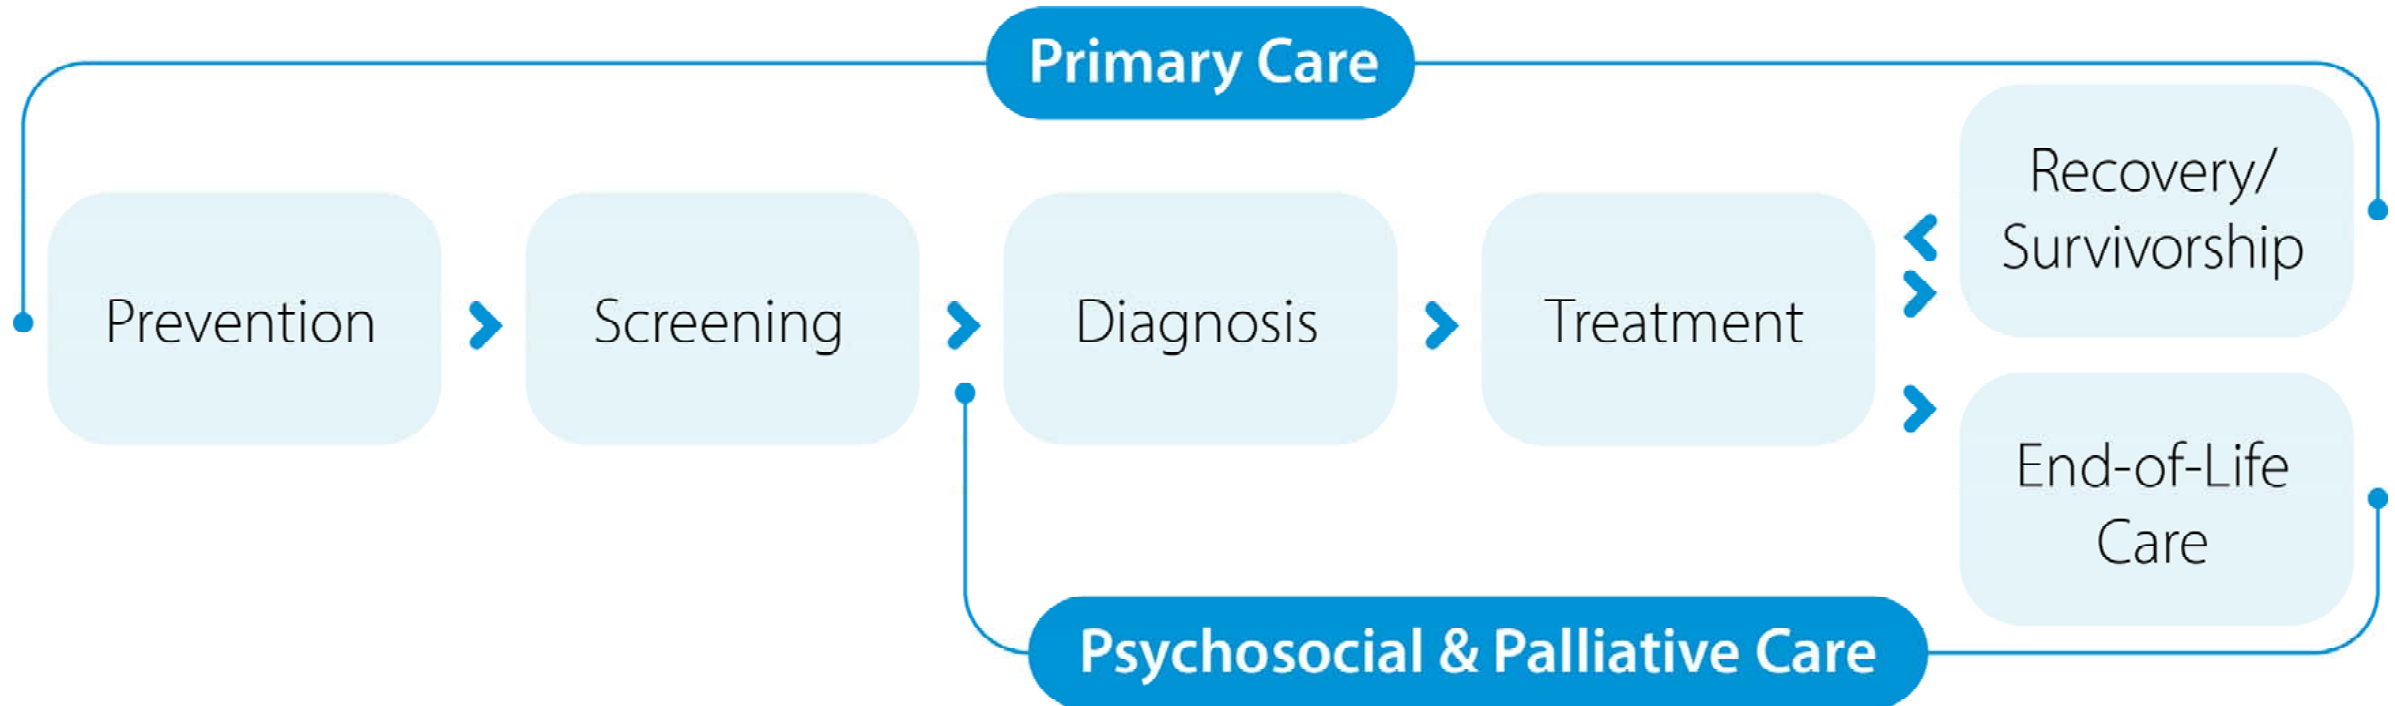 Primary Care
Prevention
Screening
Diagnosis
Treatment
Recovery/
Survivorship
End-of-Life
Care
Psychosocial & Palliative Care